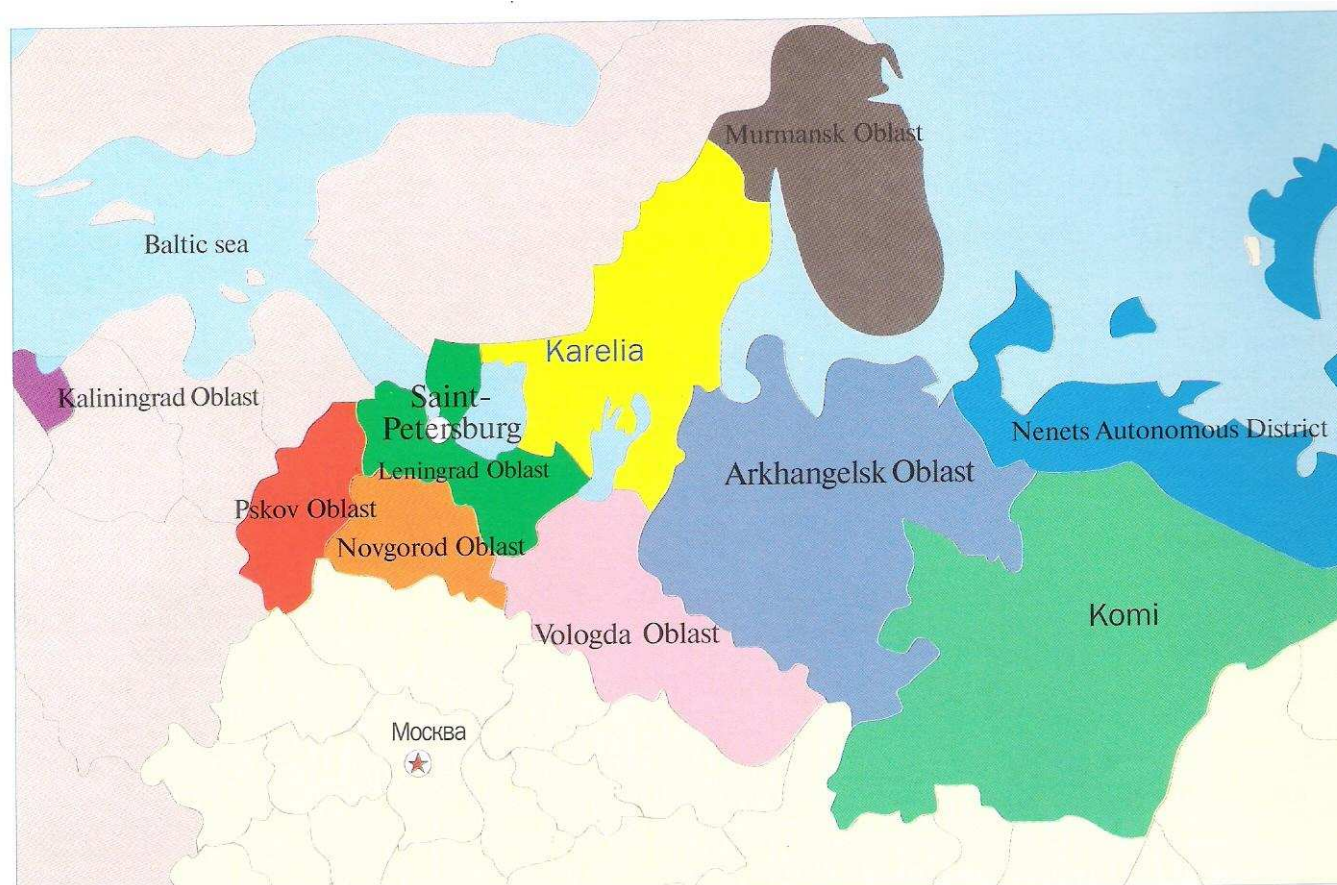 Murmansk Oblast
Baltic sea
Karelia
Kaliningrad Oblast
Saint-
Petersburg
Nenets Autonomous District
Leningrad Oblast
Arkhangelsk Oblast
Pskov Oblast
Novgorod Oblast
Komi
Vologda Oblast
Москва